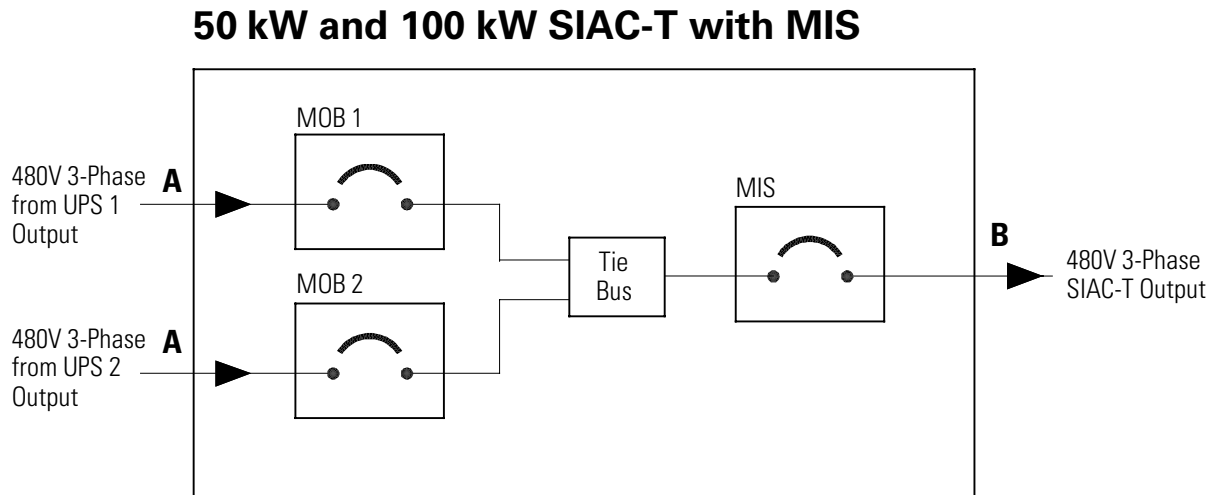 50 kW and 100 kW SIAC-T with MIS
MOB 1
480V 3-Phase
from UPS 1
Output
A
MIS
Tie
Bus
B
480V 3-Phase
SIAC-T Output
MOB 2
480V 3-Phase
from UPS 2
Output
A